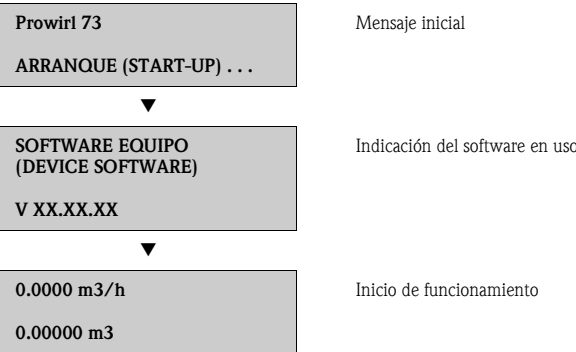 Prowirl 73
Mensaje inicial
ARRANQUE (START-UP) . . .
SOFTWARE EQUIPO
Indicación del software en uso
(DEVICE SOFTWARE)
V XX.XX.XX
0.0000 m3/h
Inicio de funcionamiento
0.00000 m3